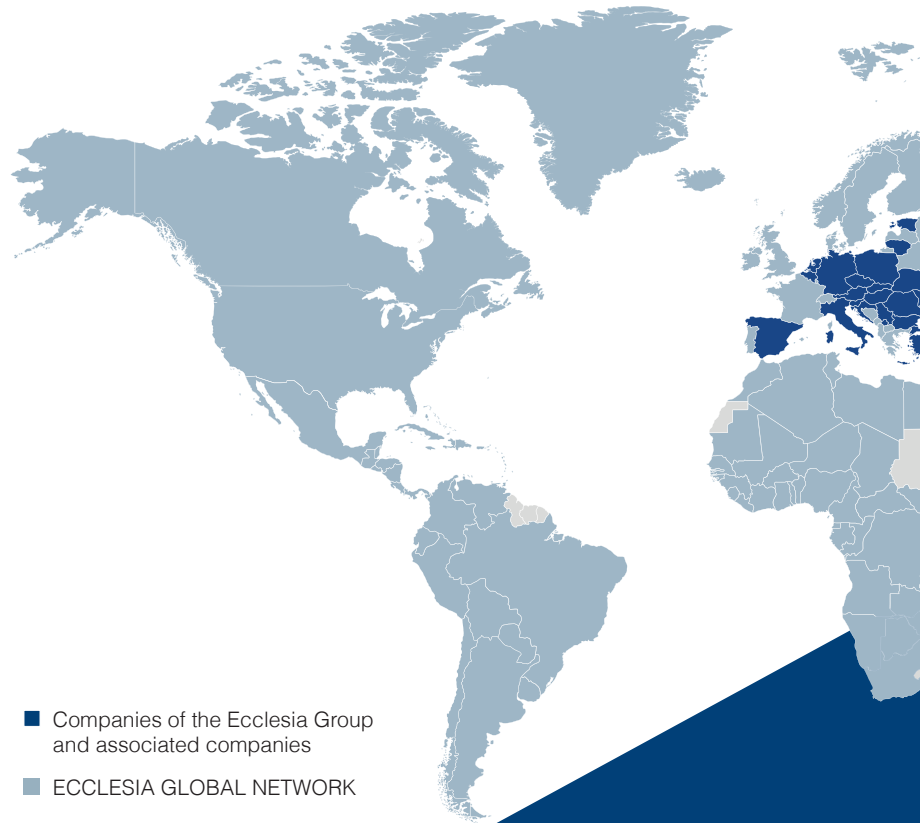 Companies of the Ecclesia Group
and associated companies
ECCLESIA GLOBAL NETWORK